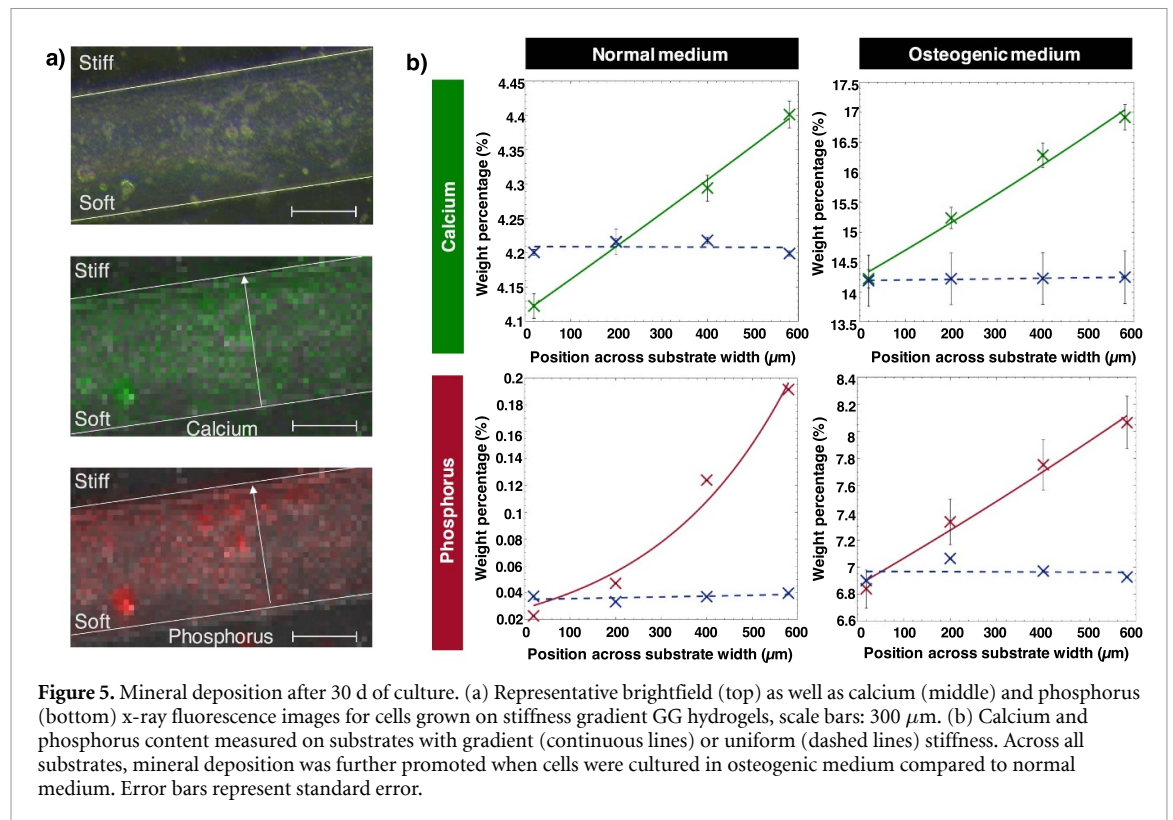 a)
Stiff
Soft
Stiff
Soft
Calcium
Stiff
Soft
Phosphorus
b)
Normal medium
Osteogenic medium
Calcium
Weight percentage (%)
4.45
4.4
4.35
4.3
4.25
4.2
4.15
4.1
0 100 200 300 400 500 600
Position across substrate width (µm)
Weight percentage (%)
17.5
17
16.5
16
15.5
15
14.5
14
13.5
0 100 200 300 400 500 600
Position across substrate width (µm)
Phosphorus
Weight percentage (%)
0.2
0.18
0.16
0.14
0.12
0.1
0.08
0.06
0.04
0.02
0 100 200 300 400 500 600
Position across substrate width (µm)
Weight percentage (%)
8.4
8.2
8
7.8
7.6
7.4
7.2
7
6.8
6.6
0 100 200 300 400 500 600
Position across substrate width (µm)
Figure 5. Mineral deposition after 30 d of culture. (a) Representative brightfield (top) as well as calcium (middle) and phosphorus
(bottom) x-ray fluorescence images for cells grown on stiffness gradient GG hydrogels, scale bars: 300 µm. (b) Calcium and
phosphorus content measured on substrates with gradient (continuous lines) or uniform (dashed lines) stiffness. Across all
substrates, mineral deposition was further promoted when cells were cultured in osteogenic medium compared to normal
medium. Error bars represent standard error.